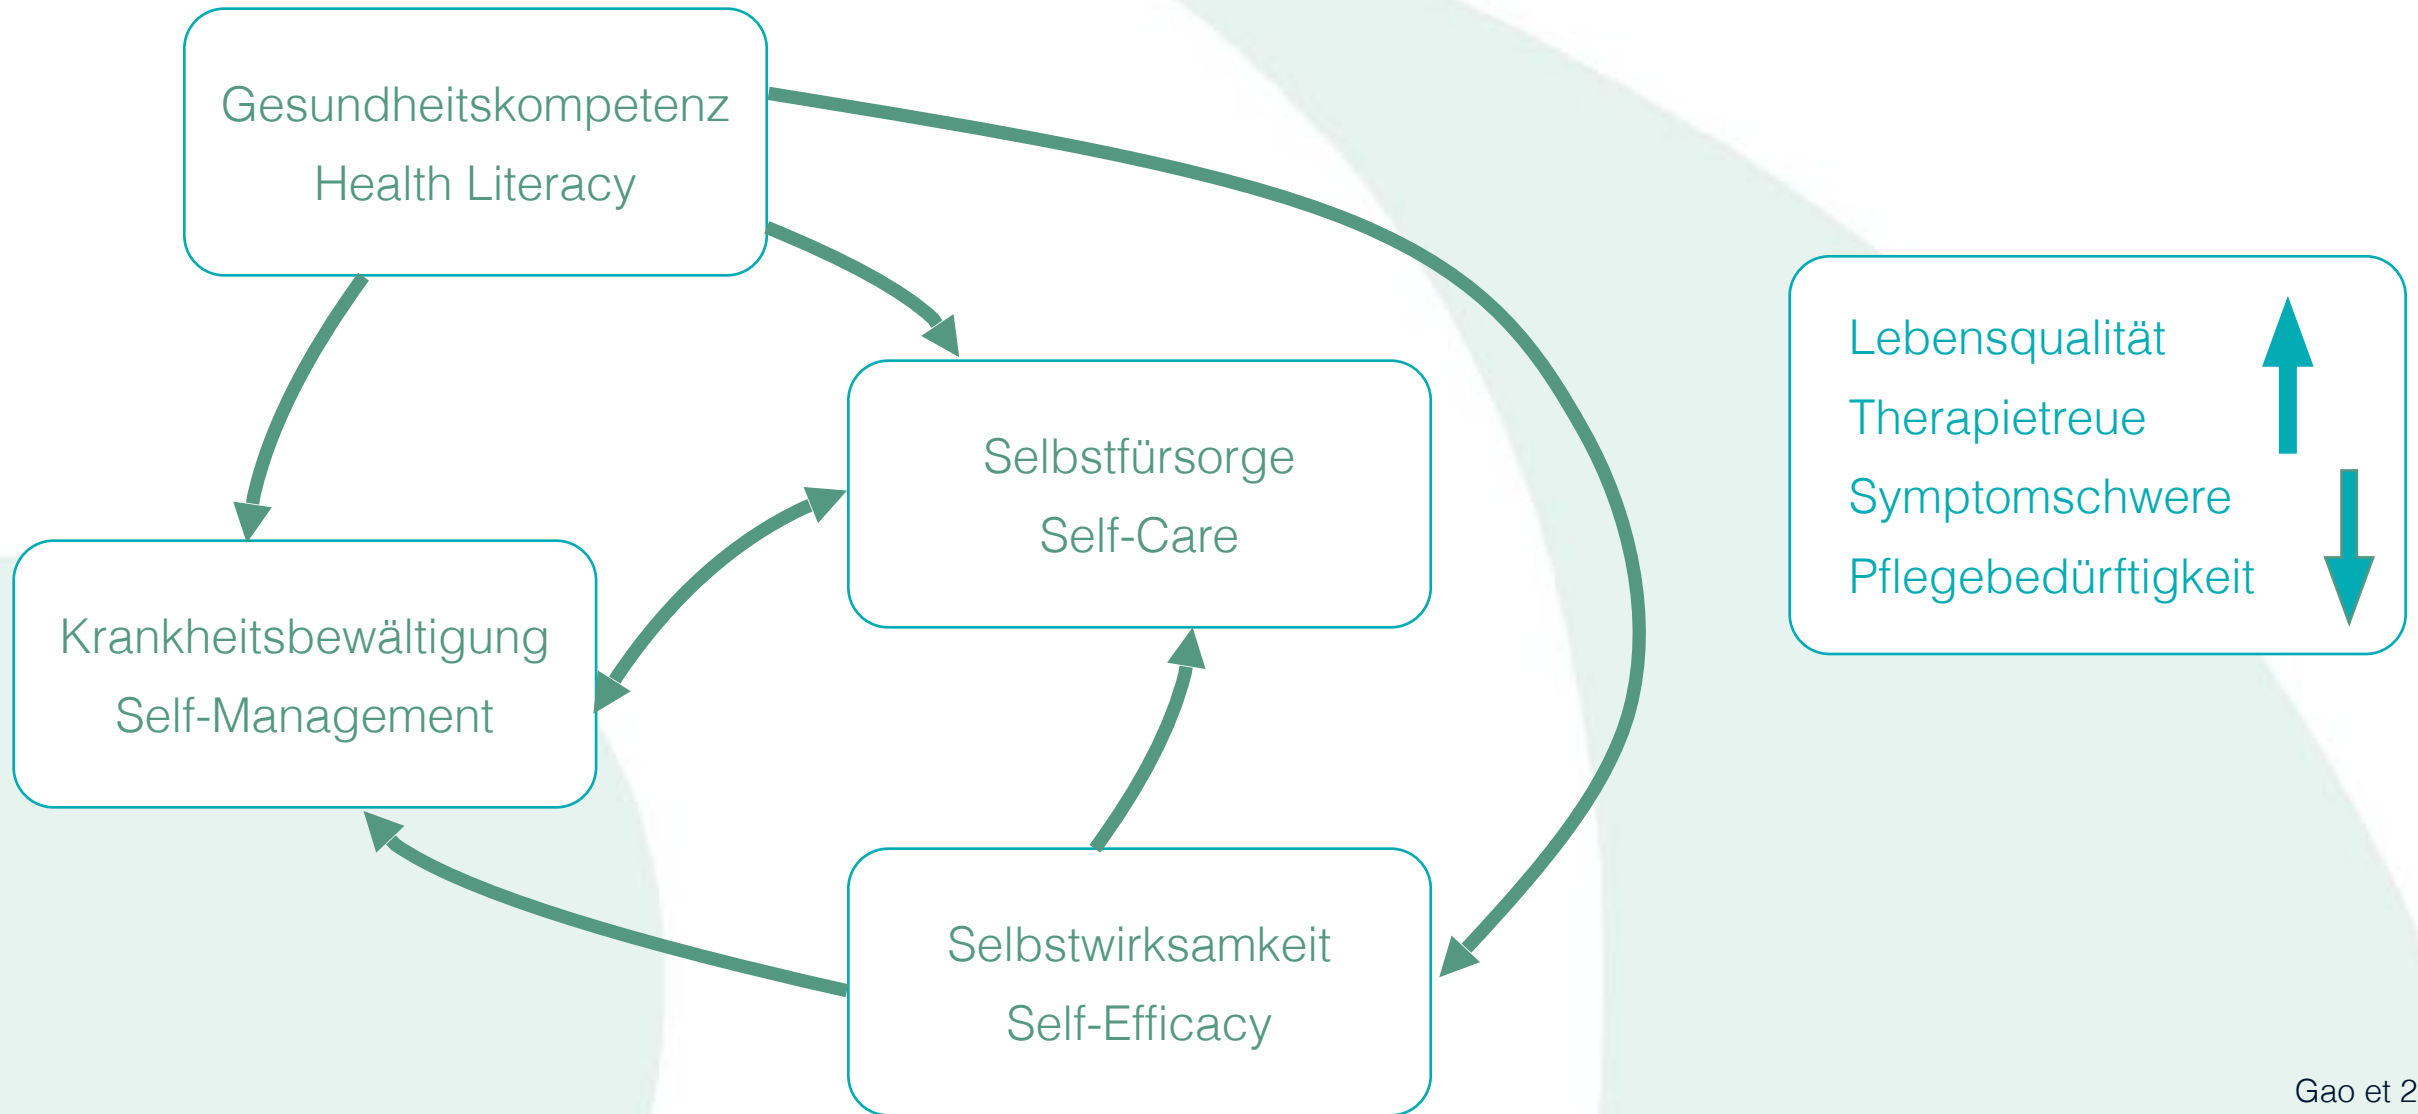 Gesundheitskompetenz
Health Literacy
Lebensqualität
Therapietreue
Symptomschwere
Pflegebedürftigkeit
Selbstfürsorge
Self-Care
Krankheitsbewältigung
Self-Management
Selbstwirksamkeit
Self-Efficacy
Gao et 2